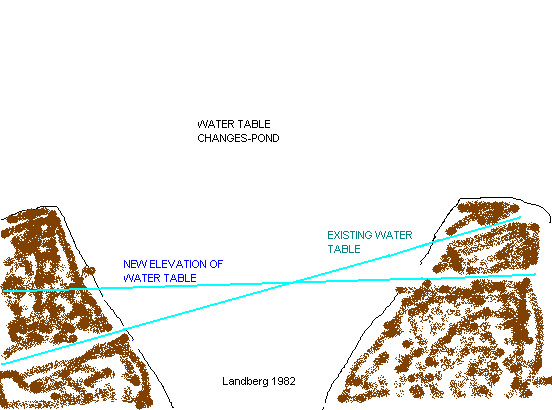 WATER TABLE
CHANGES-POND
EXISTING WATER
TABLE
NEW ELEVATION OF
WATER TABLE
Landberg 1982